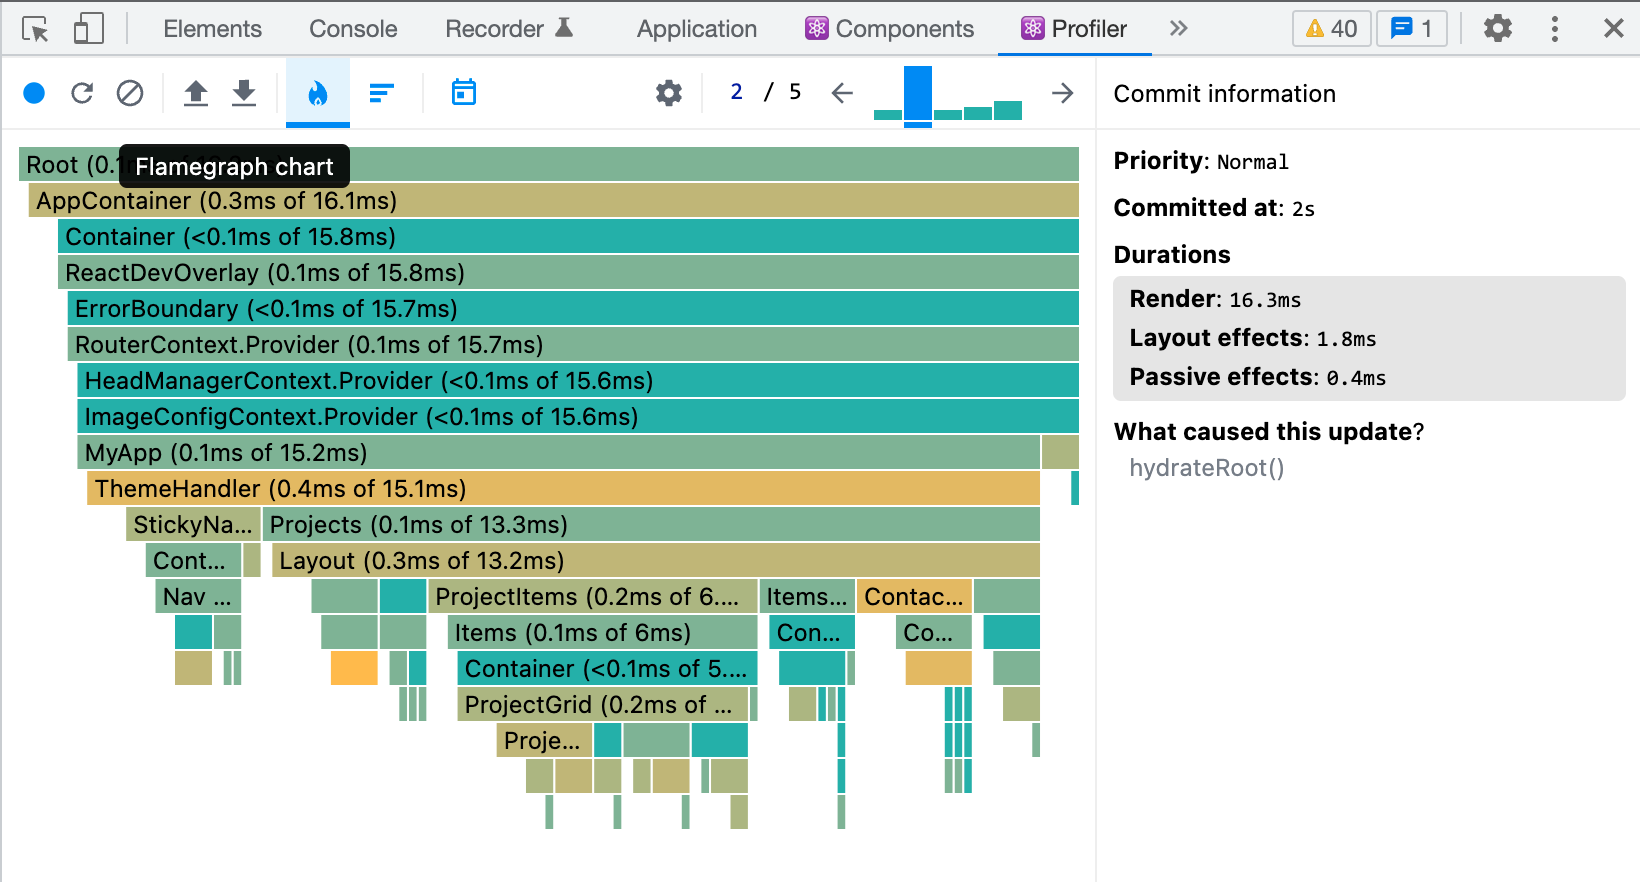 Elements Console Recorder Application Components Profiler 40 1
2 / 5
Commit information
Root (0.1
Flamegraph chart
AppContainer (0.3ms of 16.1ms)
Container (<0.1ms of 15.8ms)
ReactDevOverlay (0.1ms of 15.8ms)
ErrorBoundary (<0.1ms of 15.7ms)
RouterContext.Provider (0.1ms of 15.7ms)
HeadManagerContext.Provider (<0.1ms of 15.6ms)
ImageConfigContext.Provider (<0.1ms of 15.6ms)
MyApp (0.1ms of 15.2ms)
ThemeHandler (0.4ms of 15.1ms)
StickyNa... Projects (0.1ms of 13.3ms)
Cont... Layout (0.3ms of 13.2ms)
Nav ... ProjectItems (0.2ms of 6.... Items... Contac...
Items (0.1ms of 6ms) Con... Co...
Container (<0.1ms of 5....
ProjectGrid (0.2ms of ...
Proje...
Priority: Normal
Committed at: 2s
Durations
Render: 16.3ms
Layout effects: 1.8ms
Passive effects: 0.4ms
What caused this update?
hydrateRoot()